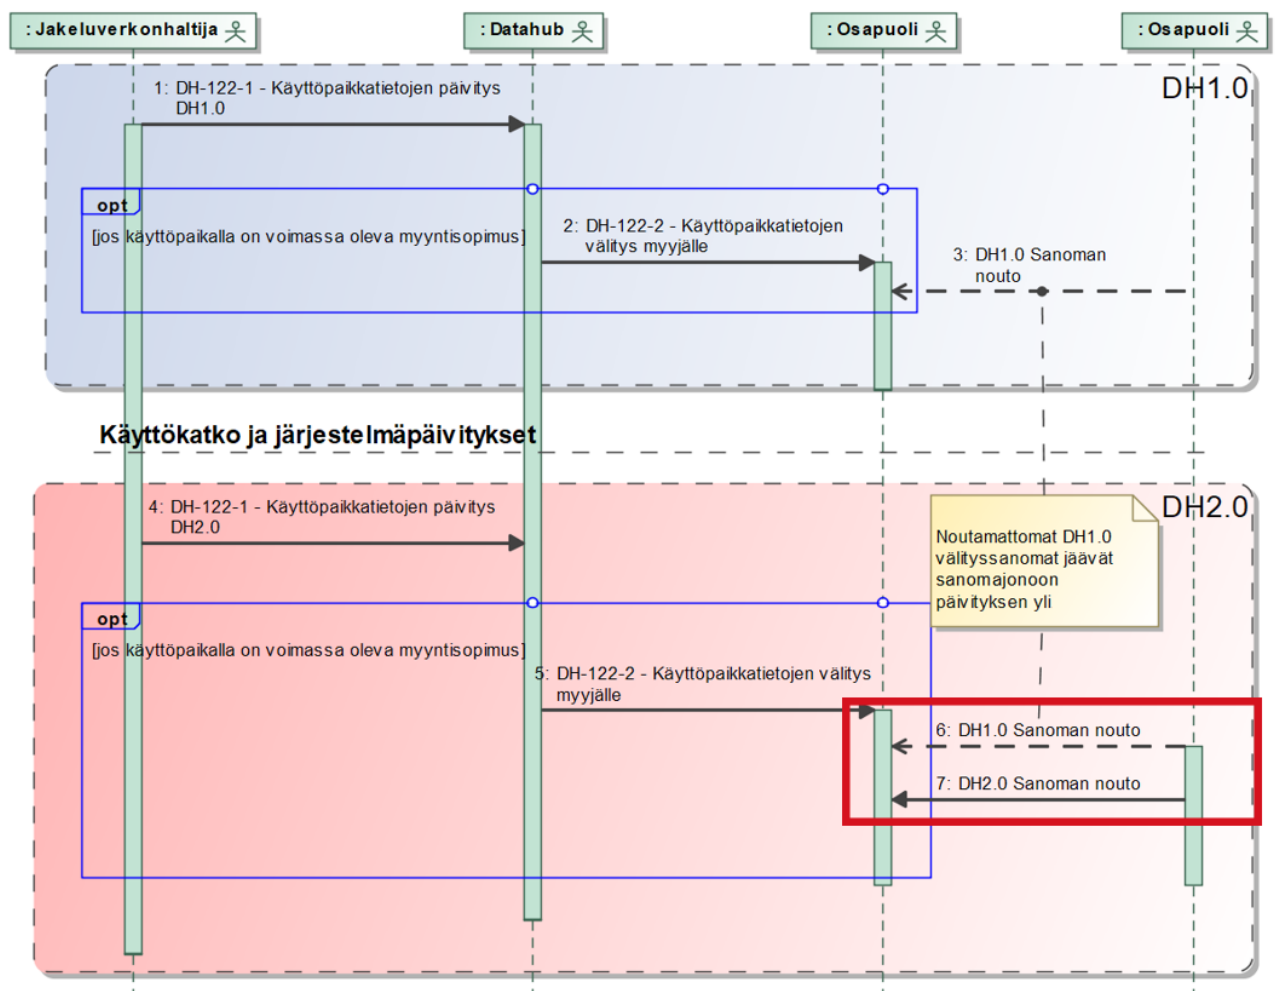 : Jakeluverkonhaltija
: Datahub
: Osapuoli
: Osapuoli
DH1.0
1: DH-122-1 - Käyttöpaikkatietojen päivitys
DH1.0
opt
[jos käyttöpaikalla on voimassa oleva myyntisopimus]
2: DH-122-2 - Käyttöpaikkatietojen
välitys myyjälle
3: DH1.0 Sanoman
nouto
Käyttökatko ja järjestelmäpäivitykset
DH2.0
4: DH-122-1 - Käyttöpaikkatietojen päivitys
DH2.0
Noutamattomat DH1.0
välityssanomat jäävät
sanomajonoon
päivityksen yli
opt
[jos käyttöpaikalla on voimassa oleva myyntisopimus]
5: DH-122-2 - Käyttöpaikkatietojen välitys
myyjälle
6: DH1.0 Sanoman nouto
7: DH2.0 Sanoman nouto